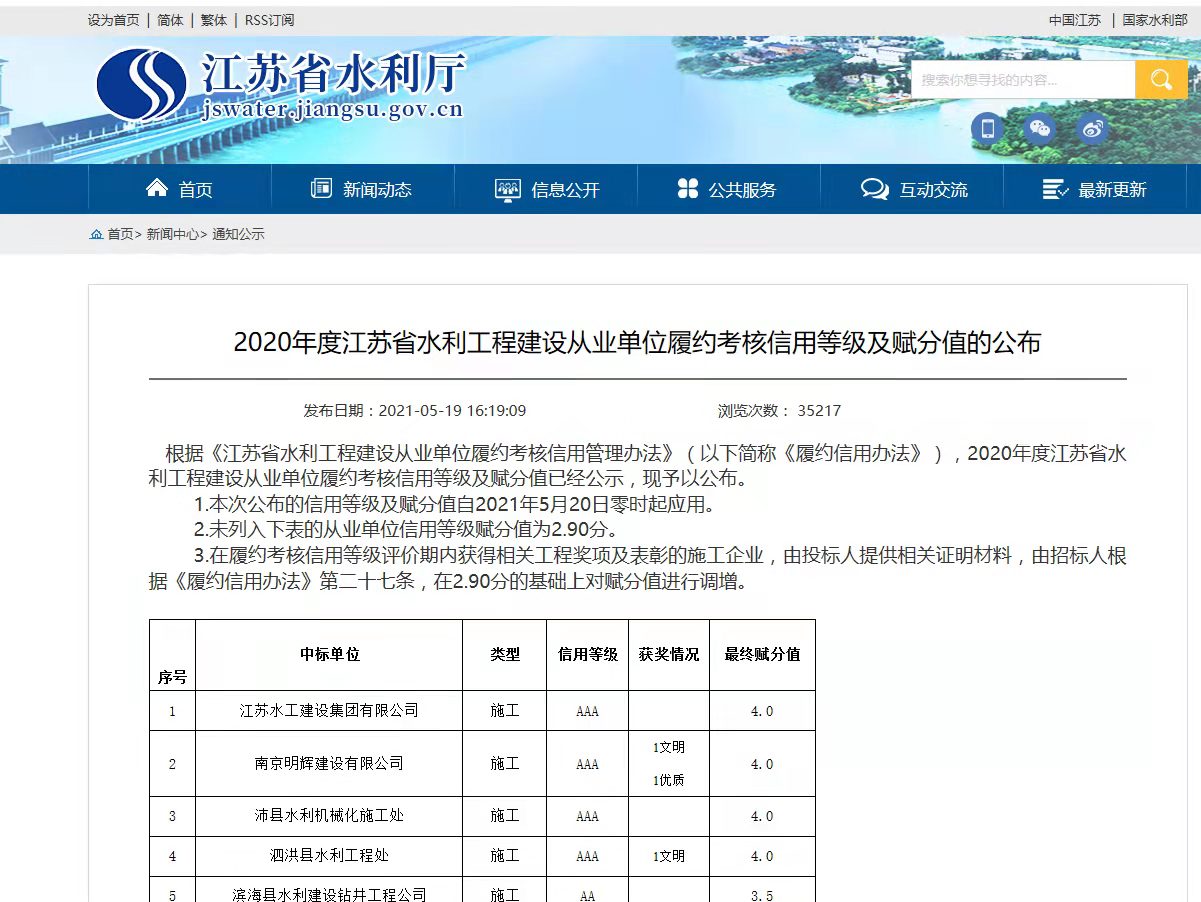 设为首页 | 简体 | 繁体 | RSS订阅 中国江苏 | 国家水利部
江苏省水利厅
jswater.jiangsu.gov.cn
搜索你想寻找的内容...
首页 新闻动态 信息公开 公共服务 互动交流 最新更新
首页> 新闻中心> 通知公示
2020年度江苏省水利工程建设从业单位履约考核信用等级及赋分值的公布
发布日期：2021-05-19 16:19:09 浏览次数： 35217
根据《江苏省水利工程建设从业单位履约考核信用管理办法》（以下简称《履约信用办法》），2020年度江苏省水
利工程建设从业单位履约考核信用等级及赋分值已经公示，现予以公布。
1.本次公布的信用等级及赋分值自2021年5月20日零时起应用。
2.未列入下表的从业单位信用等级赋分值为2.90分。
3.在履约考核信用等级评价期内获得相关工程奖项及表彰的施工企业，由投标人提供相关证明材料，由招标人根
据《履约信用办法》第二十七条，在2.90分的基础上对赋分值进行调增。
序号 中标单位 类型 信用等级 获奖情况 最终赋分值
1 江苏水工建设集团有限公司 施工 AAA 4.0
2 南京明辉建设有限公司 施工 AAA 1文明 1优质 4.0
3 沛县水利机械化施工处 施工 AAA 4.0
4 泗洪县水利工程处 施工 AAA 1文明 4.0
5 滨海县水利建设钻井工程公司 施工 AA 3.5